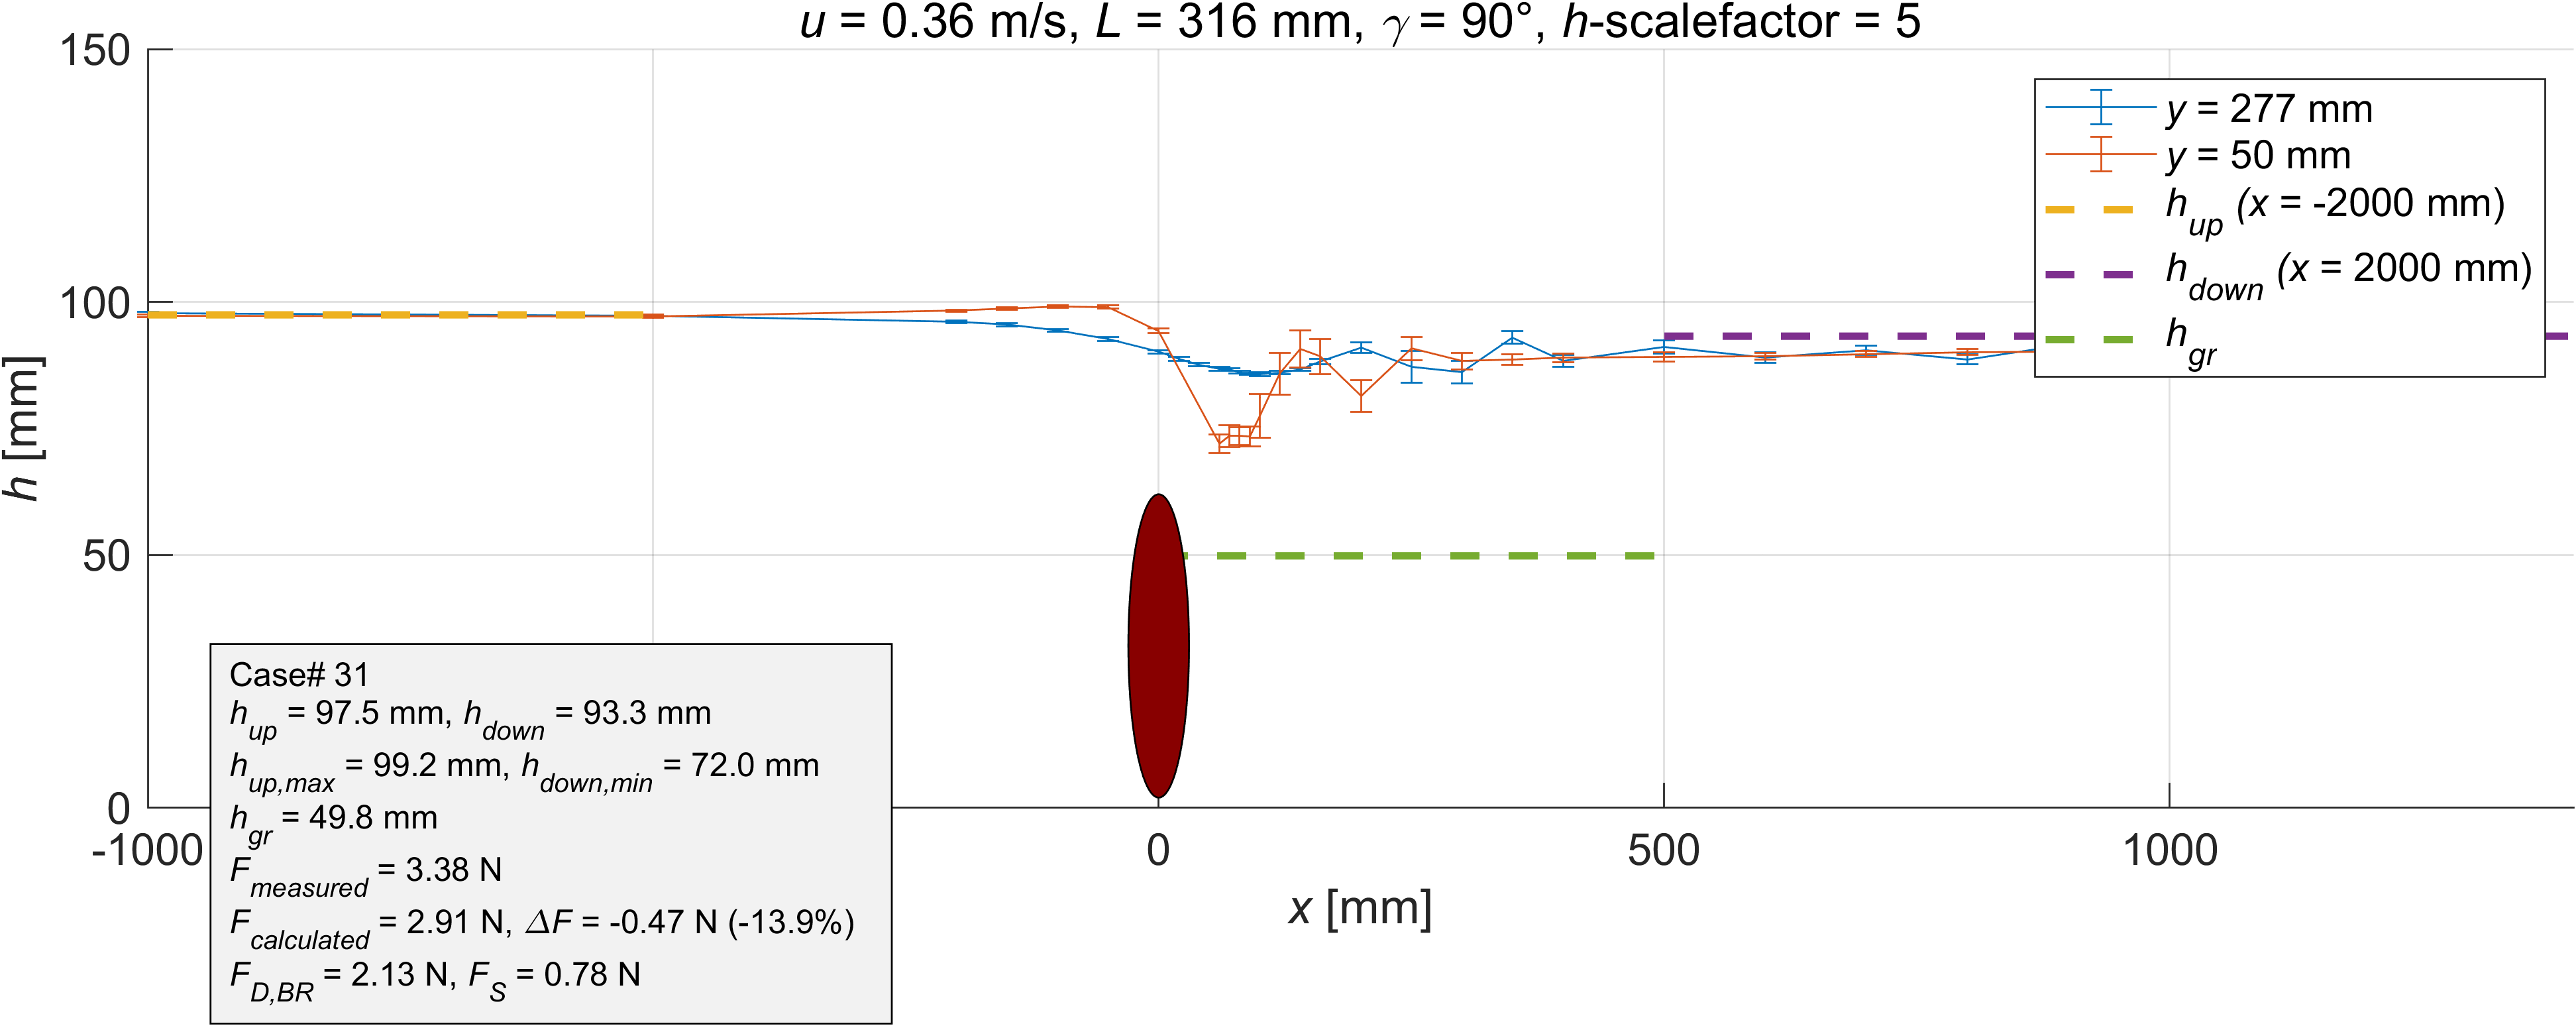 u = 0.36 m/s, L = 316 mm, γ = 90°, h-scalefactor = 5
150
100
50
0
h [mm]
-1000
0
500
1000
x [mm]
y = 277 mm
y = 50 mm
h_up (x = -2000 mm)
h_down (x = 2000 mm)
h_gr
Case# 31
h_up = 97.5 mm, h_down = 93.3 mm
h_up,max = 99.2 mm, h_down,min = 72.0 mm
h_gr = 49.8 mm
F_measured = 3.38 N
F_calculated = 2.91 N, ΔF = -0.47 N (-13.9%)
F_D,BR = 2.13 N, F_S = 0.78 N